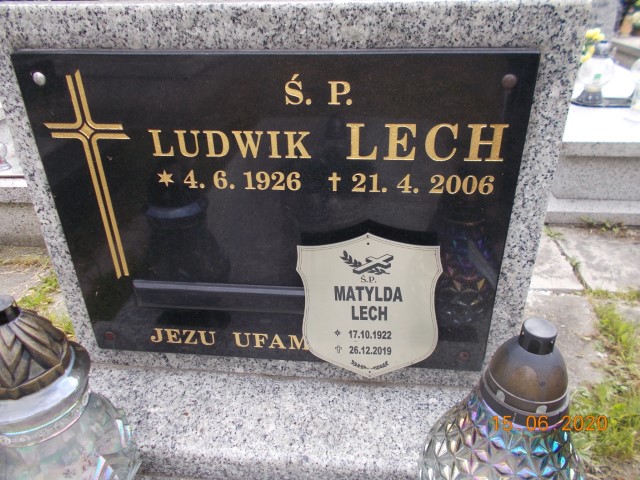 Ś. P.
LUDWIK LECH
* 4. 6. 1926 † 21. 4. 2006
Ś.P.
MATYLDA
LECH
* 17.10.1922
† 26.12.2019
JEZU UFAM
15 06 2020